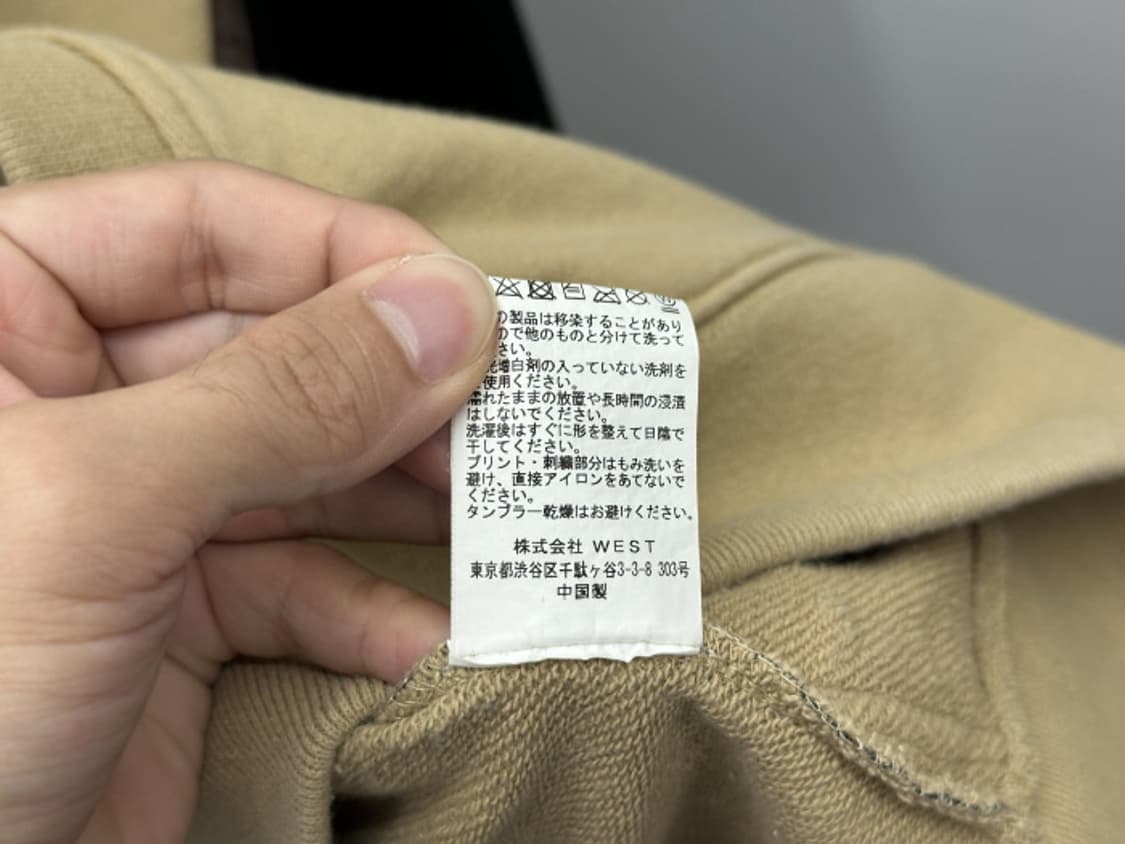 の製品は移染することがあり
ので他のものと分けて洗って
さい。
光増白剤の入っていない洗剤を
使用ください。
濡れたままの放置や長時間の浸漬
はしないでください。
洗濯後はすぐに形を整えて日陰で
干してください。
プリント・刺繍部分はもみ洗いを
避け、直接アイロンをあてないで
ください。
タンブラー乾燥はお避けください。
株式会社 WEST
東京都渋谷区千駄ヶ谷3-3-8 303号
中国製